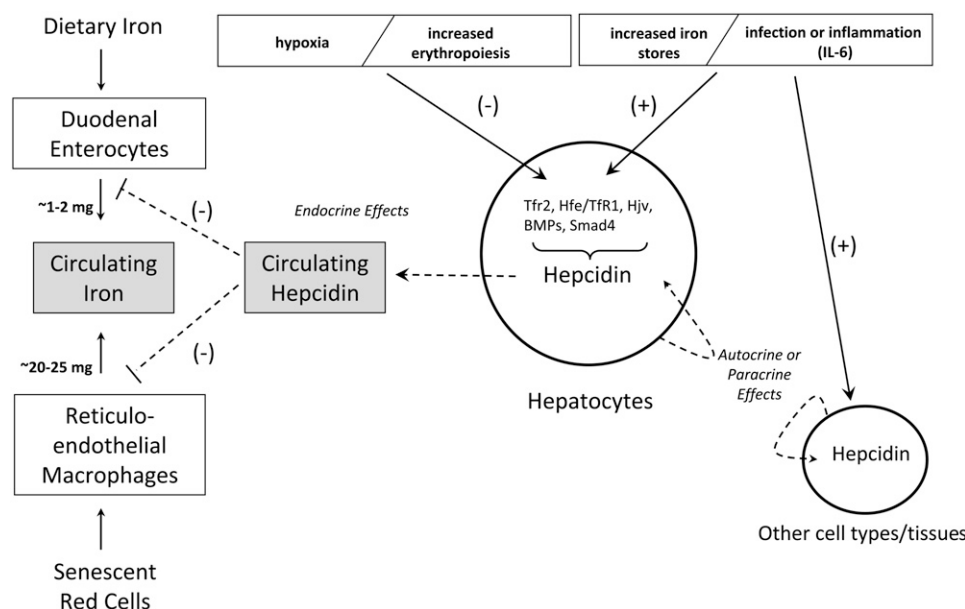 Dietary Iron
Duodenal
Enterocytes
~1-2 mg
Circulating
Iron
~20-25 mg
Reticulo-
endothelial
Macrophages
Senescent
Red Cells
hypoxia
increased
erythropoiesis
increased iron
stores
infection or inflammation
(IL-6)
(-)
(+)
(+)
(-)
(-)
Endocrine Effects
Circulating
Hepcidin
Tfr2, Hfe/TfR1, Hjv,
BMPs, Smad4
Hepcidin
Hepatocytes
Autocrine or
Paracrine
Effects
Hepcidin
Other cell types/tissues